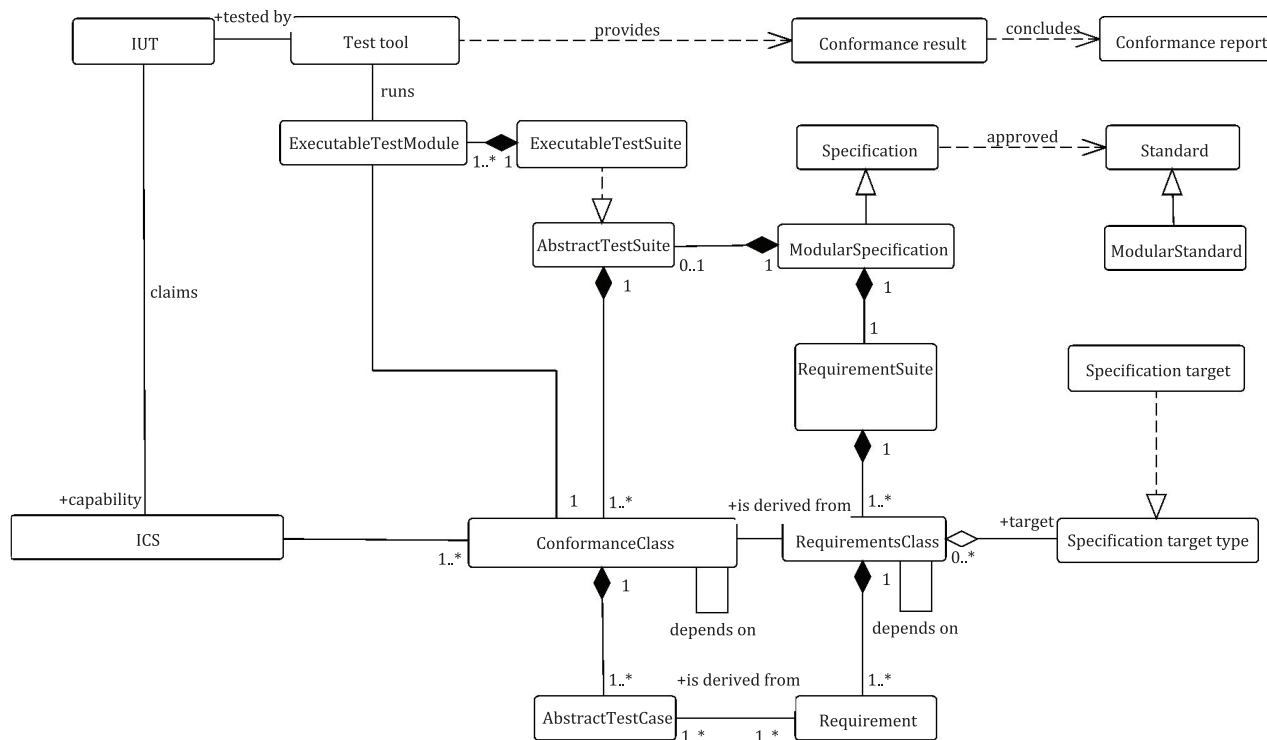 +tested by
IUT
Test tool
provides
Conformance result
concludes
Conformance report
runs
ExecutableTestModule
1..*
1
ExecutableTestSuite
Specification
approved
Standard
AbstractTestSuite
0..1
1
ModularSpecification
ModularStandard
1
1
claims
1
RequirementSuite
Specification target
1
+capability
1
1..*
+is derived from
1..*
+target
ICS
1..*
ConformanceClass
RequirementsClass
0..*
Specification target type
1
1
depends on
depends on
1..*
+is derived from
1..*
AbstractTestCase
1..*
1..*
Requirement